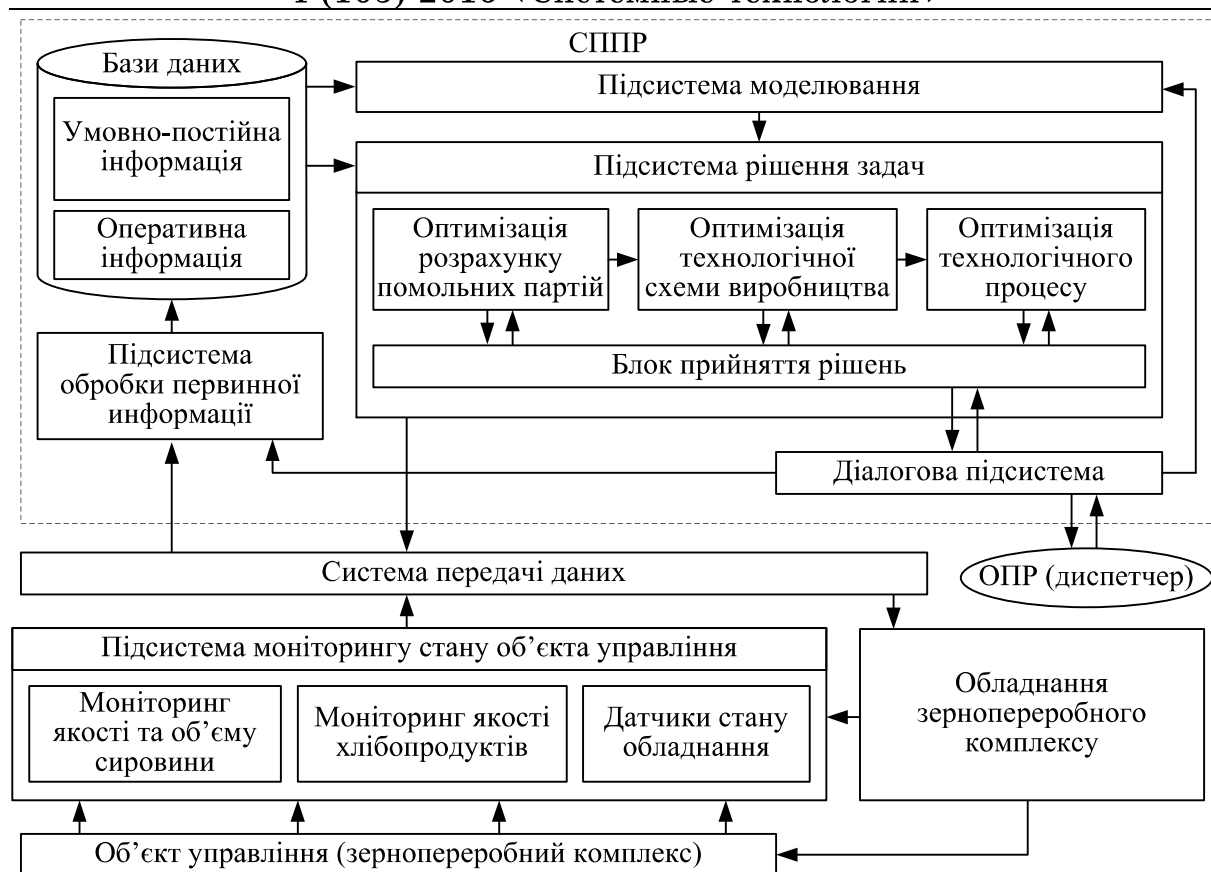 1 (108) 2016 «Системные технологии»
СППР
Бази даних
Умовно-постійна
інформація
Оперативна
інформація
Підсистема
обробки первинної
информації
Підсистема моделювання
Підсистема рішення задач
Оптимізація
розрахунку
помольних партій
Оптимізація
технологічної
схеми виробництва
Оптимізація
технологічного
процесу
Блок прийняття рішень
Діалогова підсистема
Система передачі даних
ОПР (диспетчер)
Підсистема моніторингу стану об’єкта управління
Моніторинг
якості та об’єму
сировини
Моніторинг якості
хлібопродуктів
Датчики стану
обладнання
Обладнання
зернопереробного
комплексу
Об’єкт управління (зернопереробний комплекс)